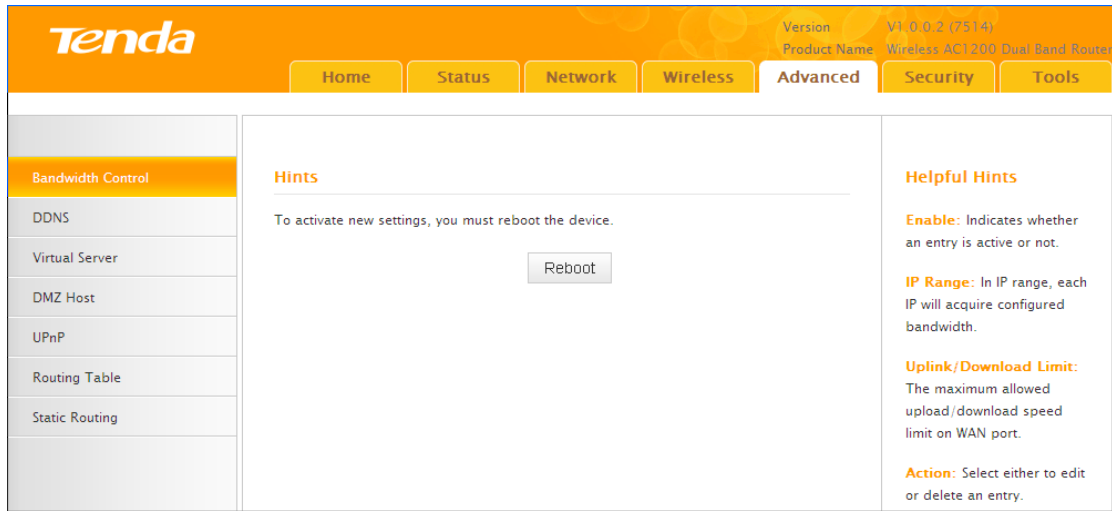 Tenda
Version V1.0.0.2 (7514)
Product Name Wireless AC1200 Dual Band Router
Home Status Network Wireless Advanced Security Tools
Bandwidth Control
DDNS
Virtual Server
DMZ Host
UPnP
Routing Table
Static Routing
Hints
To activate new settings, you must reboot the device.
Reboot
Helpful Hints
Enable: Indicates whether
an entry is active or not.
IP Range: In IP range, each
IP will acquire configured
bandwidth.
Uplink/Download Limit:
The maximum allowed
upload/download speed
limit on WAN port.
Action: Select either to edit
or delete an entry.